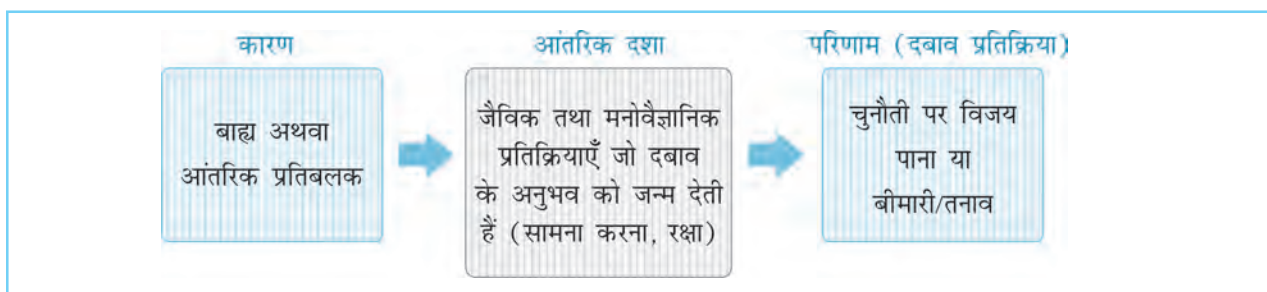 कारण
बाह्य अथवा
आंतरिक प्रतिबलक
आंतरिक दशा
जैविक तथा मनोवैज्ञानिक
प्रतिक्रियाएँ जो दबाव
के अनुभव को जन्म देती
हैं (सामना करना, रक्षा)
परिणाम (दबाव प्रतिक्रिया)
चुनौती पर विजय
पाना या
बीमारी/तनाव